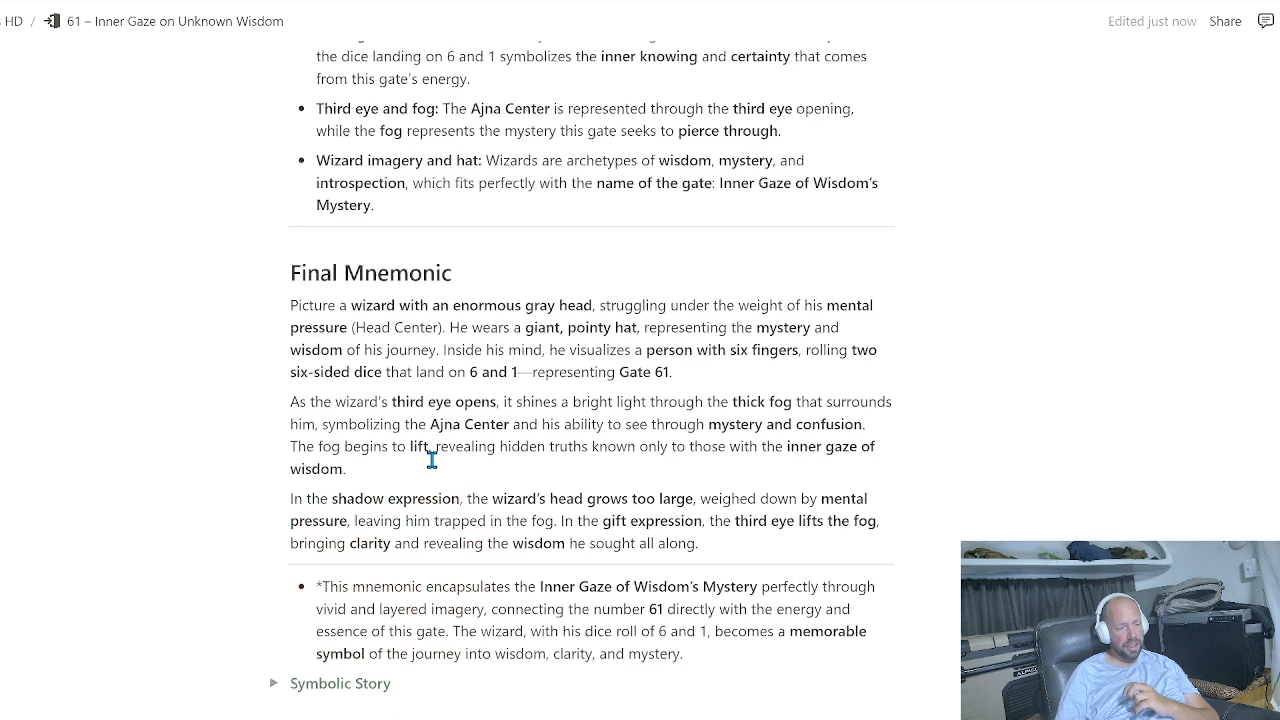 HD / 61 – Inner Gaze on Unknown Wisdom
Edited just now Share
the dice landing on 6 and 1 symbolizes the inner knowing and certainty that comes
from this gate's energy.
• Third eye and fog: The Ajna Center is represented through the third eye opening,
while the fog represents the mystery this gate seeks to pierce through.
• Wizard imagery and hat: Wizards are archetypes of wisdom, mystery, and
introspection, which fits perfectly with the name of the gate: Inner Gaze of Wisdom's
Mystery.
Final Mnemonic
Picture a wizard with an enormous gray head, struggling under the weight of his mental
pressure (Head Center). He wears a giant, pointy hat, representing the mystery and
wisdom of his journey. Inside his mind, he visualizes a person with six fingers, rolling two
six-sided dice that land on 6 and 1—representing Gate 61.
As the wizard's third eye opens, it shines a bright light through the thick fog that surrounds
him, symbolizing the Ajna Center and his ability to see through mystery and confusion.
The fog begins to lift, revealing hidden truths known only to those with the inner gaze of
wisdom.
In the shadow expression, the wizard's head grows too large, weighed down by mental
pressure, leaving him trapped in the fog. In the gift expression, the third eye lifts the fog,
bringing clarity and revealing the wisdom he sought all along.
• *This mnemonic encapsulates the Inner Gaze of Wisdom's Mystery perfectly through
vivid and layered imagery, connecting the number 61 directly with the energy and
essence of this gate. The wizard, with his dice roll of 6 and 1, becomes a memorable
symbol of the journey into wisdom, clarity, and mystery.
Symbolic Story